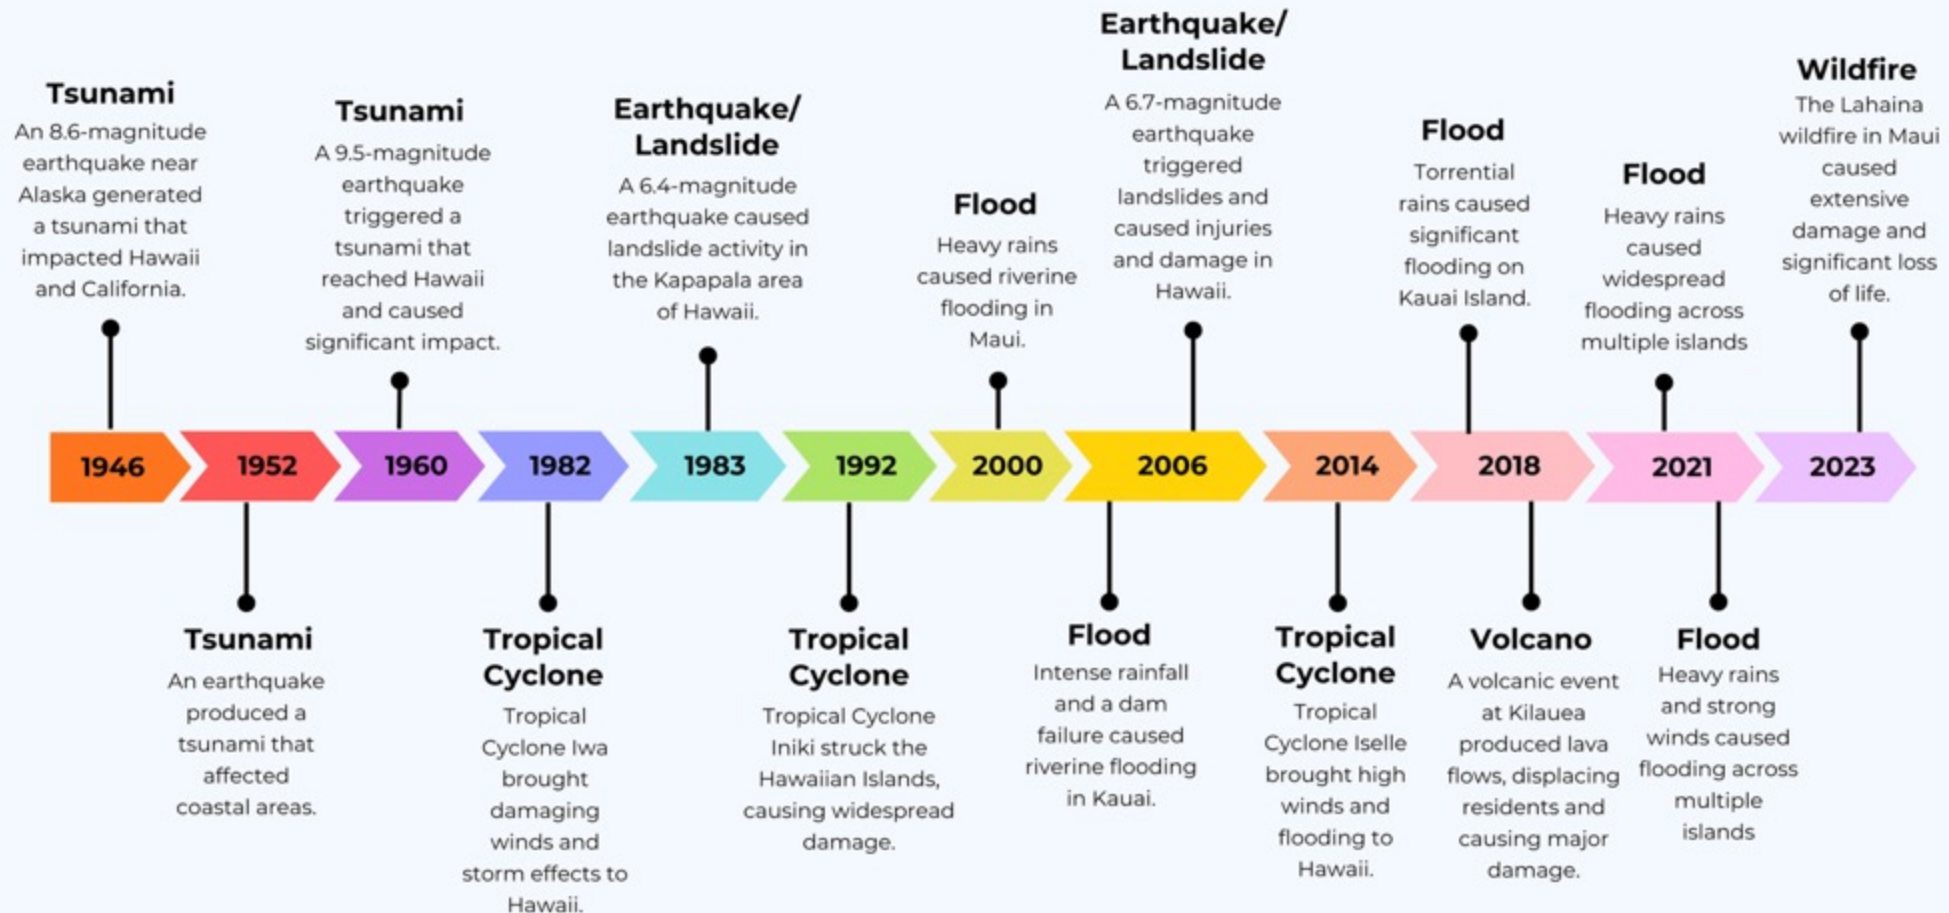 Tsunami
An 8.6-magnitude
earthquake near
Alaska generated
a tsunami that
impacted Hawaii
and California.
Tsunami
A 9.5-magnitude
earthquake
triggered a
tsunami that
reached Hawaii
and caused
significant impact.
Earthquake/
Landslide
A 6.4-magnitude
earthquake caused
landslide activity in
the Kapapala area
of Hawaii.
Flood
Heavy rains
caused riverine
flooding in
Maui.
Earthquake/
Landslide
A 6.7-magnitude
earthquake
triggered
landslides and
caused injuries
and damage in
Hawaii.
Flood
Torrential
rains caused
significant
flooding on
Kauai Island.
Flood
Heavy rains
caused
widespread
flooding across
multiple islands
Wildfire
The Lahaina
wildfire in Maui
caused
extensive
damage and
significant loss
of life.
1946
1952
1960
1982
1983
1992
2000
2006
2014
2018
2021
2023
Tsunami
An earthquake
produced a
tsunami that
affected
coastal areas.
Tropical
Cyclone
Tropical
Cyclone Iwa
brought
damaging
winds and
storm effects to
Hawaii.
Tropical
Cyclone
Tropical Cyclone
Iniki struck the
Hawaiian Islands,
causing widespread
damage.
Flood
Intense rainfall
and a dam
failure caused
riverine flooding
in Kauai.
Tropical
Cyclone
Tropical
Cyclone Iselle
brought high
winds and
flooding to
Hawaii.
Volcano
A volcanic event
at Kilauea
produced lava
flows, displacing
residents and
causing major
damage.
Flood
Heavy rains
and strong
winds caused
flooding across
multiple
islands